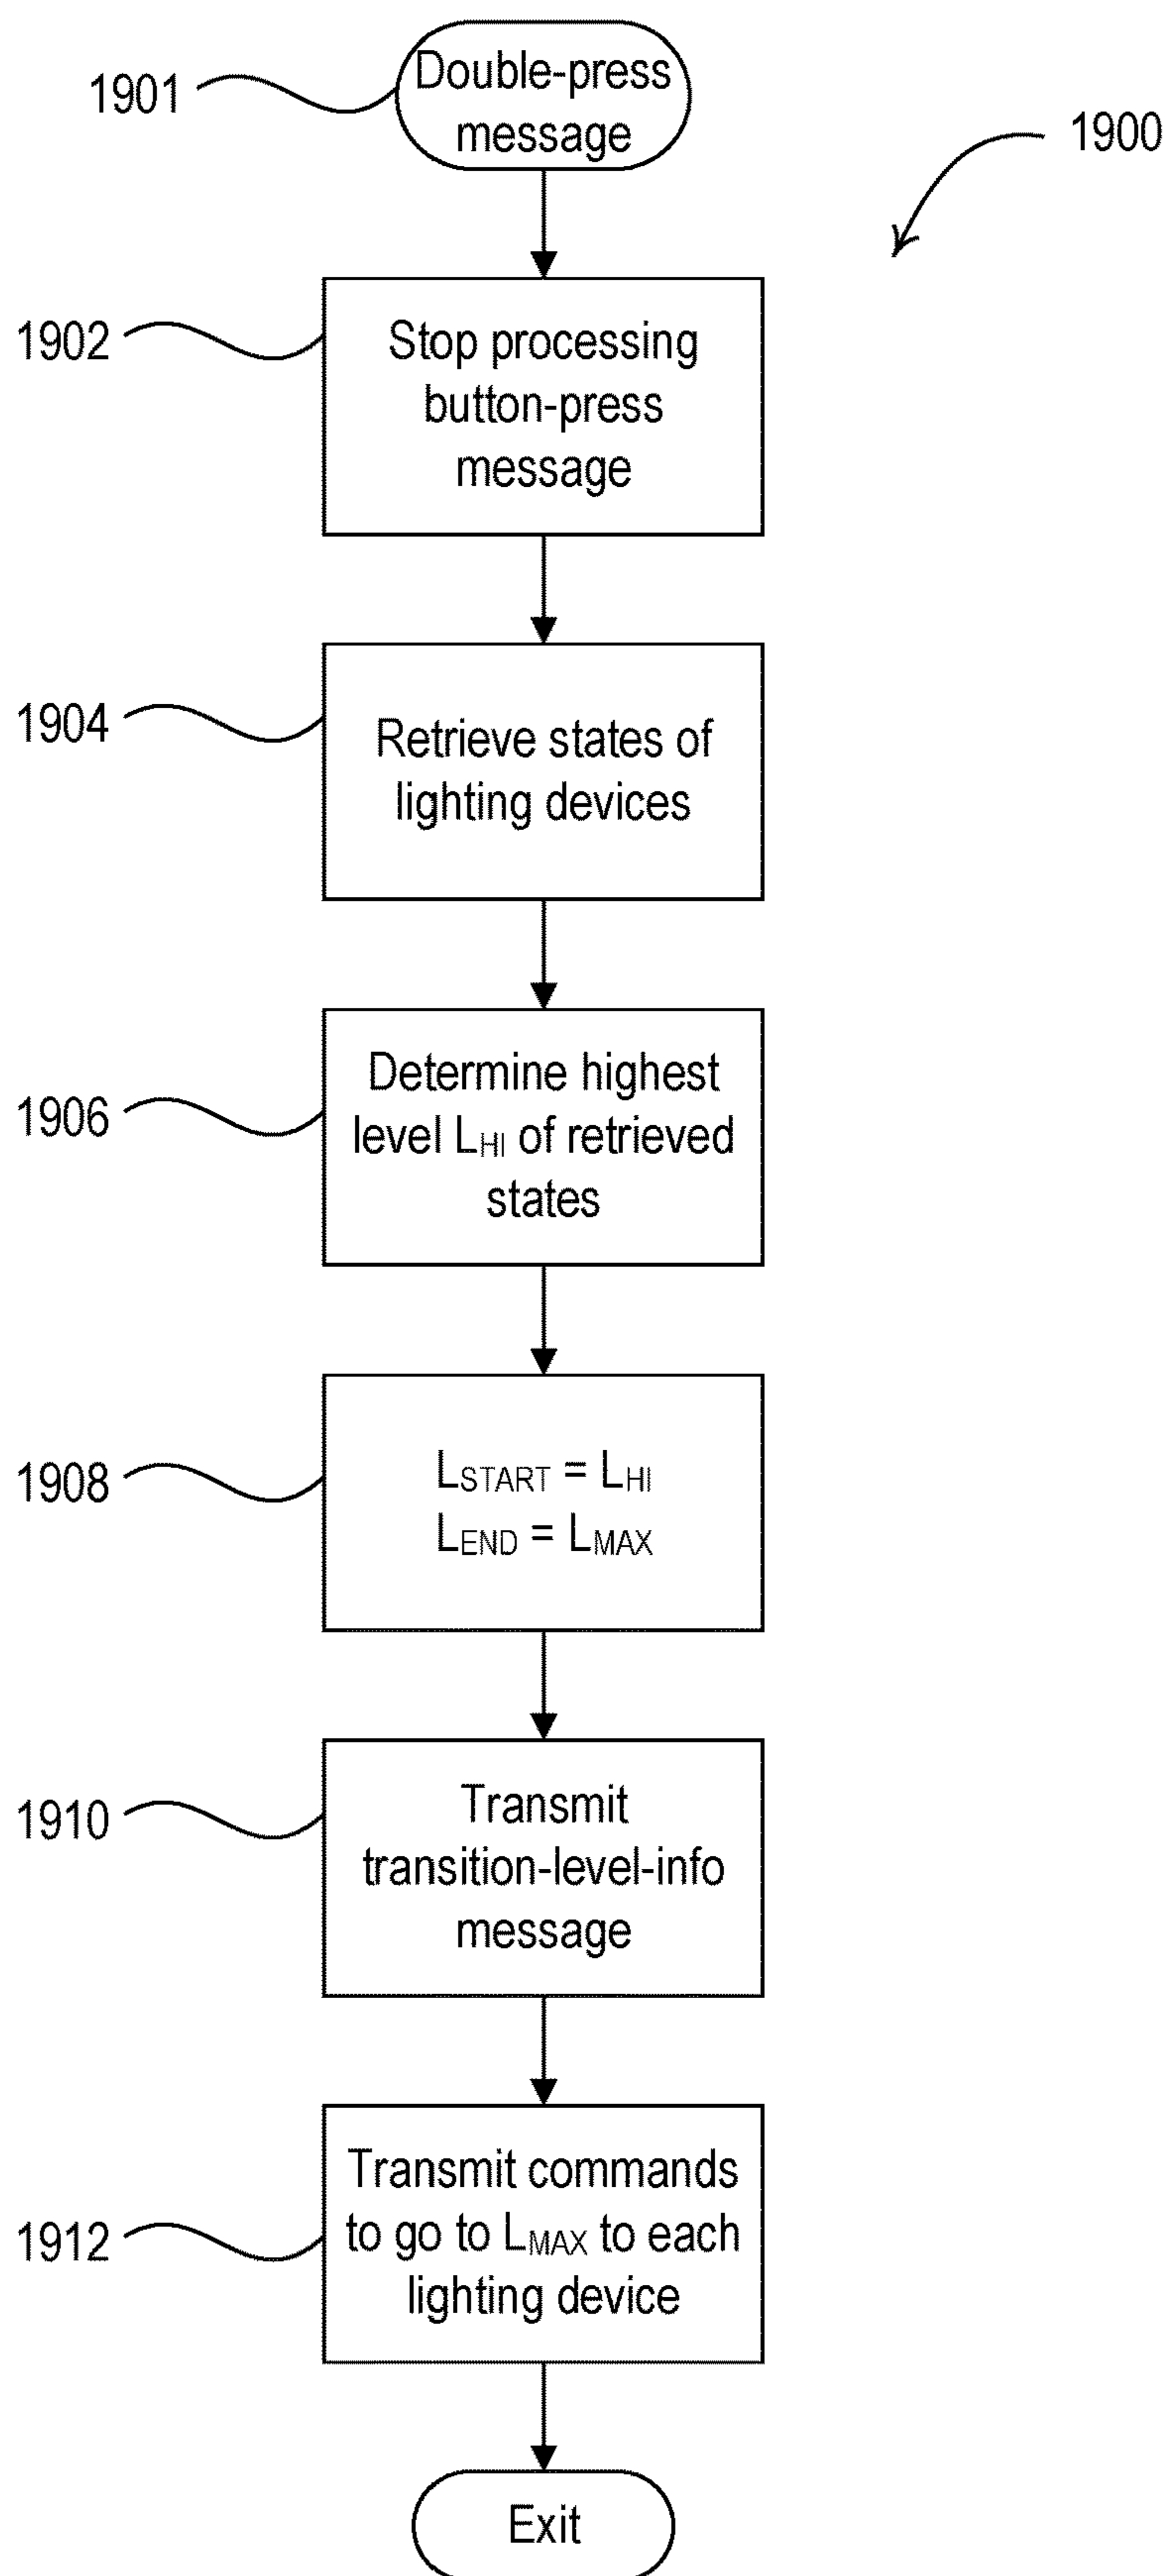 1901
Double-press
message
1900
1902
Stop processing
button-press
message
1904
Retrieve states of
lighting devices
1906
Determine highest
level LHI of retrieved
states
1908
LSTART = LHI
LEND = LMAX
1910
Transmit
transition-level-info
message
1912
Transmit commands
to go to LMAX to each
lighting device
Exit